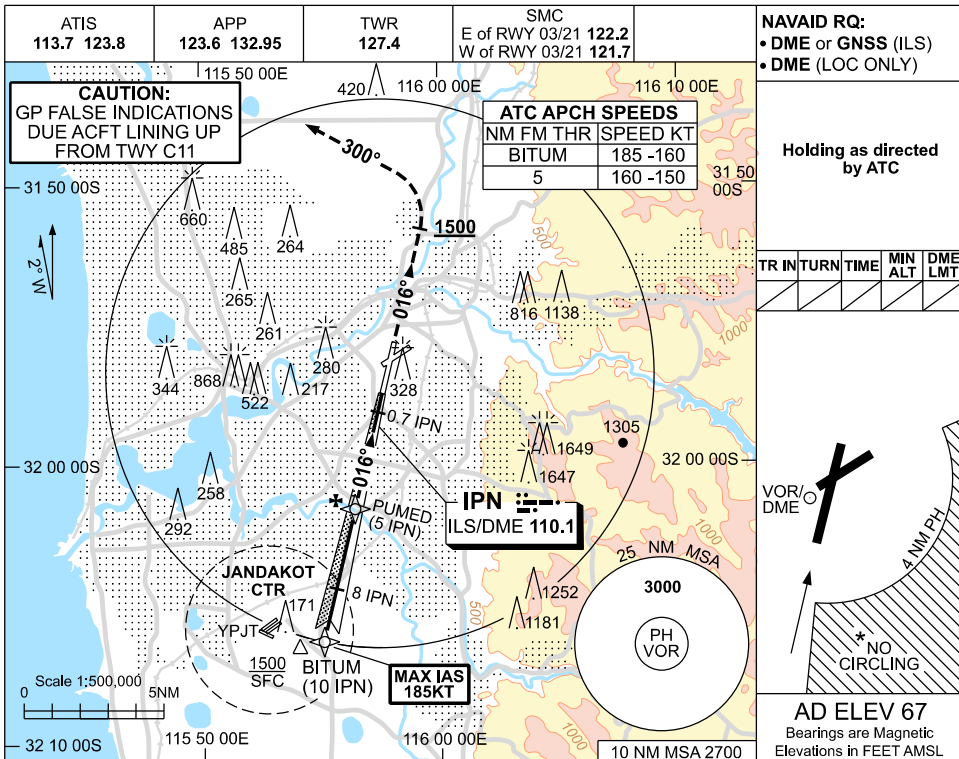 ATIS
113.7 123.8
APP
123.6 132.95
TWR
127.4
SMC
E of RWY 03/21 122.2
W of RWY 03/21 121.7
NAVAID RQ:
• DME or GNSS (ILS)
• DME (LOC ONLY)
Holding as directed
by ATC
TR IN TURN TIME MIN ALT DME LMT
CAUTION:
GP FALSE INDICATIONS
DUE ACFT LINING UP
FROM TWY C11
115 50 00E
116 00 00E
116 10 00E
420
ATC APCH SPEEDS
NM FM THR SPEED KT
BITUM 185 -160
5 160 -150
300°
31 50 00S
31 50
00S
660
485
264
1500
500
2° W
265
261
016°
816
1138
1000
280
344
868
522
217
328
0.7 IPN
1649
1305
1647
32 00 00S
32 00 00S
016°
258
292
PUMED
(5 IPN)
IPN
ILS/DME 110.1
1000
VOR/
DME
4 NM PH
25 NM MSA
3000
PH
VOR
JANDAKOT
CTR
171
8 IPN
500
1252
1181
YPJT
1500
SFC
BITUM
(10 IPN)
MAX IAS
185KT
* NO
CIRCLING
Scale 1:500,000
0 5NM
1000
32 10 00S
115 50 00E
116 00 00E
10 NM MSA 2700
AD ELEV 67
Bearings are Magnetic
Elevations in FEET AMSL